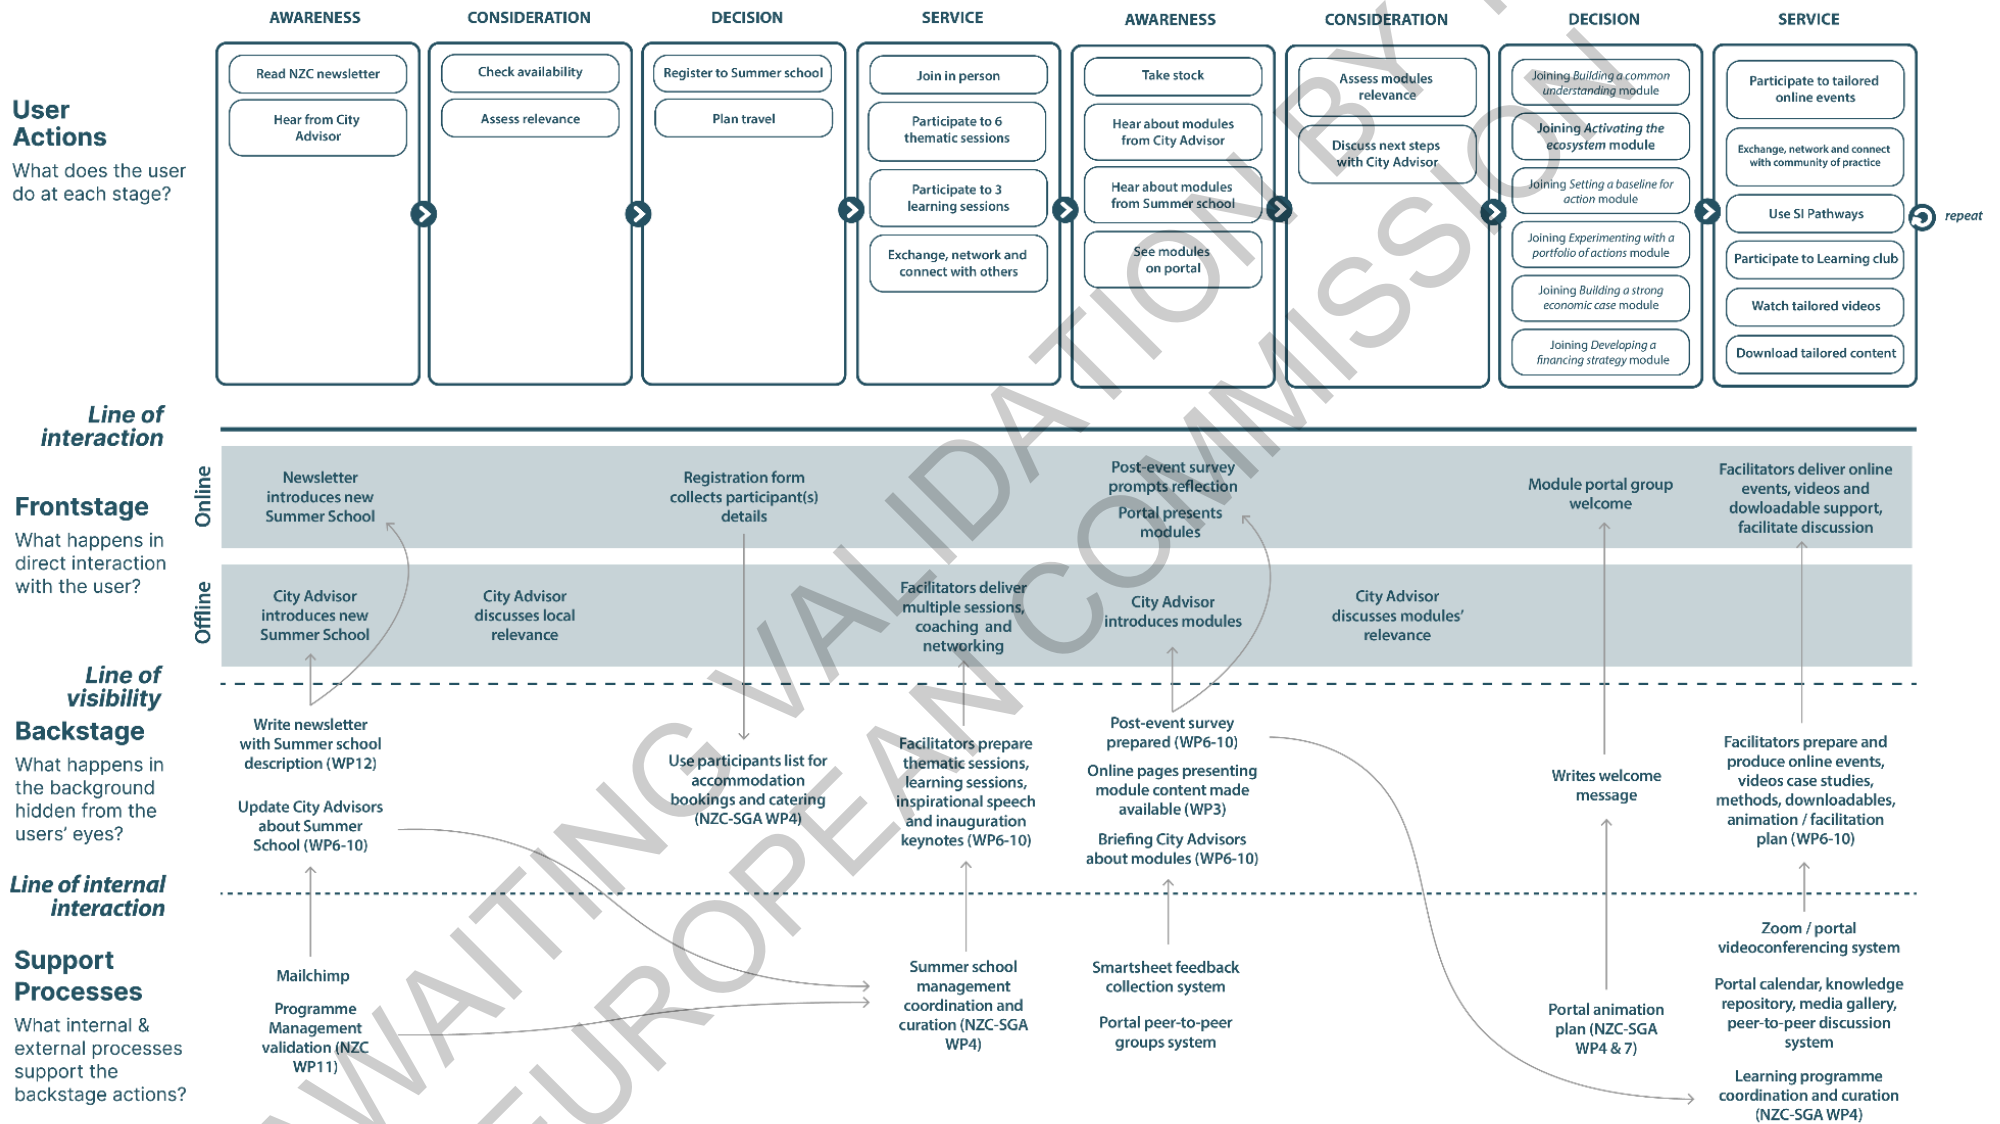 AWARENESS
CONSIDERATION
DECISION
SERVICE
AWARENESS
CONSIDERATION
DECISION
SERVICE
User
Actions
What does the user
do at each stage?
Read NZC newsletter
Hear from City
Advisor
Check availability
Assess relevance
Register to Summer school
Plan travel
Join in person
Participate to 6
thematic sessions
Participate to 3
learning sessions
Exchange, network and
connect with others
Take stock
Hear about modules
from City Advisor
Hear about modules
from Summer school
See modules
on portal
Assess modules
relevance
Discuss next steps
with City Advisor
Joining Building a common
understanding module
Joining Activating the
ecosystem module
Joining Setting a baseline for
action module
Joining Experimenting with a
portfolio of actions module
Joining Building a strong
economic case module
Joining Developing a
financing strategy module
Participate to tailored
online events
Exchange, network and connect
with community of practice
Use SI Pathways
Participate to Learning club
Watch tailored videos
Download tailored content
repeat
Line of
interaction
Frontstage
What happens in
direct interaction
with the user?
Online
Newsletter
introduces new
Summer School
Registration form
collects participant(s)
details
Post-event survey
prompts reflection
Portal presents
modules
Module portal group
welcome
Facilitators deliver online
events, videos and
dowloadable support,
facilitate discussion
Offline
City Advisor
introduces new
Summer School
City Advisor
discusses local
relevance
Facilitators deliver
multiple sessions,
coaching and
networking
City Advisor
introduces modules
City Advisor
discusses modules'
relevance
Line of
visibility
Backstage
What happens in
the background
hidden from the
users' eyes?
Write newsletter
with Summer school
description (WP12)
Update City Advisors
about Summer
School (WP6-10)
Use participants list for
accommodation
bookings and catering
(NZC-SGA WP4)
Facilitators prepare
thematic sessions,
learning sessions,
inspirational speech
and inauguration
keynotes (WP6-10)
Post-event survey
prepared (WP6-10)
Online pages presenting
module content made
available (WP3)
Briefing City Advisors
about modules (WP6-10)
Writes welcome
message
Facilitators prepare and
produce online events,
videos case studies,
methods, downloadables,
animation / facilitation
plan (WP6-10)
Line of internal
interaction
Support
Processes
What internal &
external processes
support the
backstage actions?
Mailchimp
Programme
Management
validation (NZC
WP11)
Summer school
management
coordination and
curation (NZC-SGA
WP4)
Smartsheet feedback
collection system
Portal peer-to-peer
groups system
Portal animation
plan (NZC-SGA
WP4 & 7)
Zoom / portal
videoconferencing system
Portal calendar, knowledge
repository, media gallery,
peer-to-peer discussion
system
Learning programme
coordination and curation
(NZC-SGA WP4)
AWAITING VALIDATION BY
EUROPEAN COMMISSION